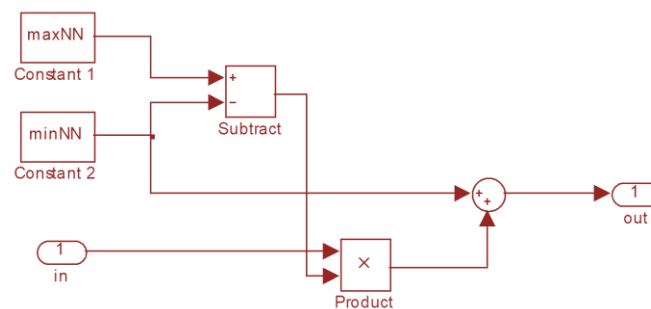 maxNN
Constant 1
+
−
Subtract
minNN
Constant 2
+
+
1
out
1
in
×
Product